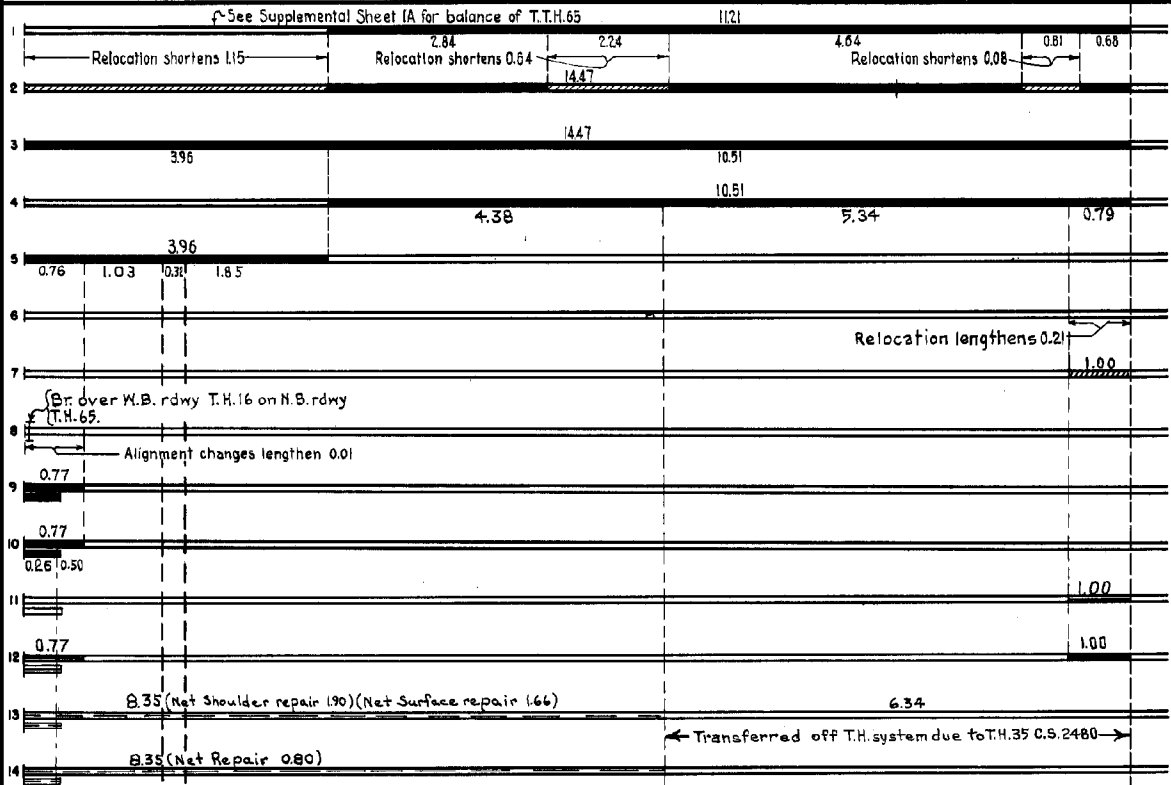 See Supplemental Sheet 1A for balance of T.T.H.65 11.21
1
2.84 2.24 4.64 0.81 0.68
Relocation shortens 1.15 Relocation shortens 0.64 Relocation shortens 0.08
14.47
2
14.47
3
3.96 10.51
10.51
4
4.38 5.34 0.79
3.96
5
0.76 1.03 0.32 1.85
6
Relocation lengthens 0.21
1.00
7
Br. over W.B. rdwy T.H.16 on N.B. rdwy
T.H.65.
8
Alignment changes lengthen 0.01
0.77
9
0.77
10
0.26 0.50
1.00
11
0.77 1.00
12
8.35 (Net Shoulder repair 1.90) (Net Surface repair 1.66) 6.34
13
Transferred off T.H. system due to T.H.35 C.S.2480
8.35 (Net Repair 0.80)
14